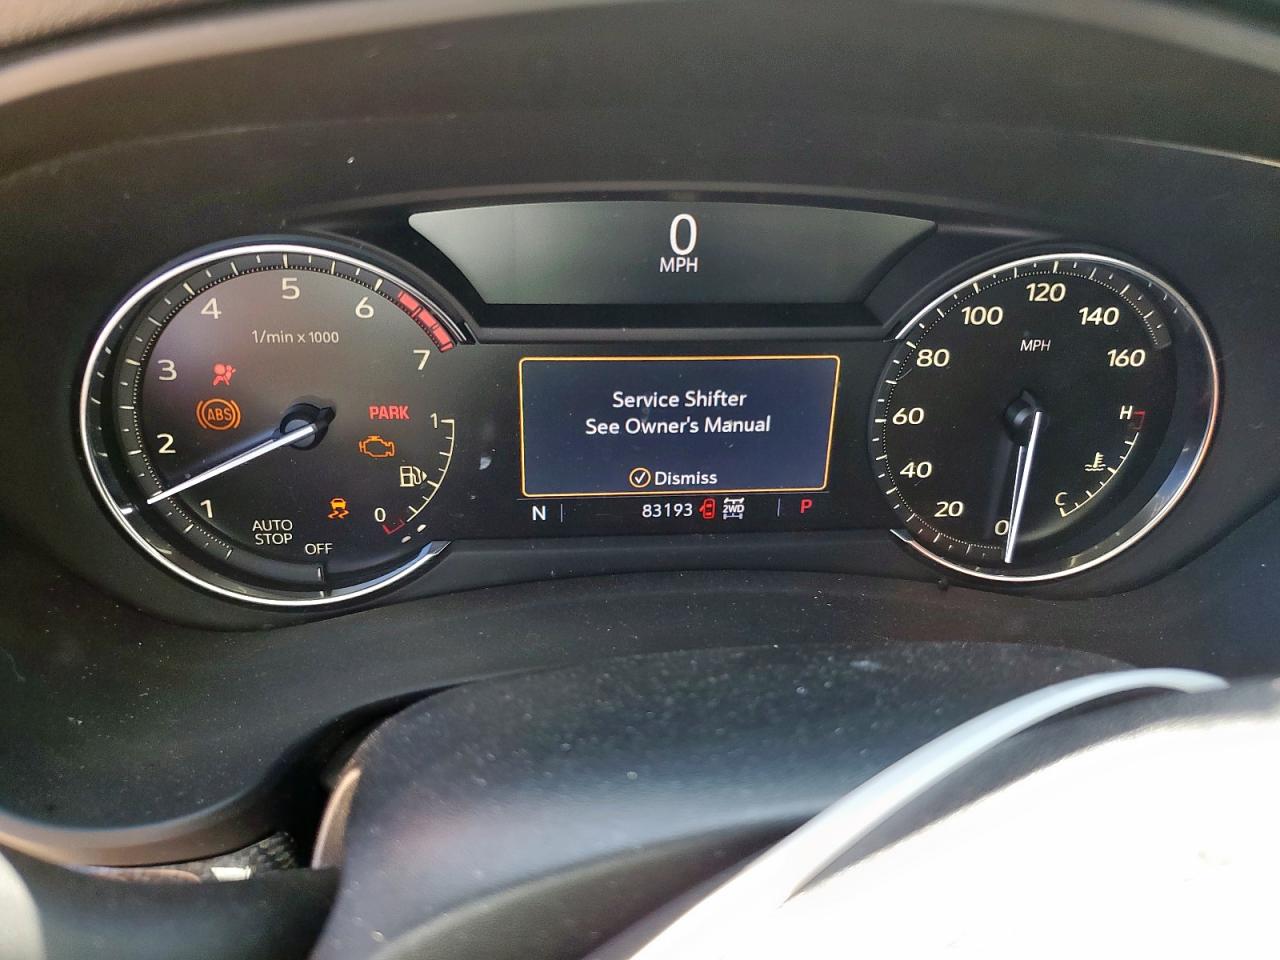 0
MPH
1
2
3
4
5
6
7
1/min x 1000
ABS
PARK
1
0
AUTO
STOP
OFF
Service Shifter
See Owner's Manual
Dismiss
N
83193
2WD
P
0
20
40
60
80
100
120
140
160
MPH
H
C